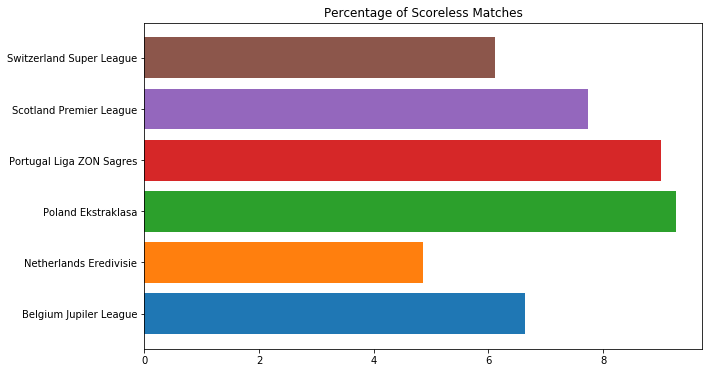 Percentage of Scoreless Matches
Switzerland Super League
Scotland Premier League
Portugal Liga ZON Sagres
Poland Ekstraklasa
Netherlands Eredivisie
Belgium Jupiler League
0 2 4 6 8